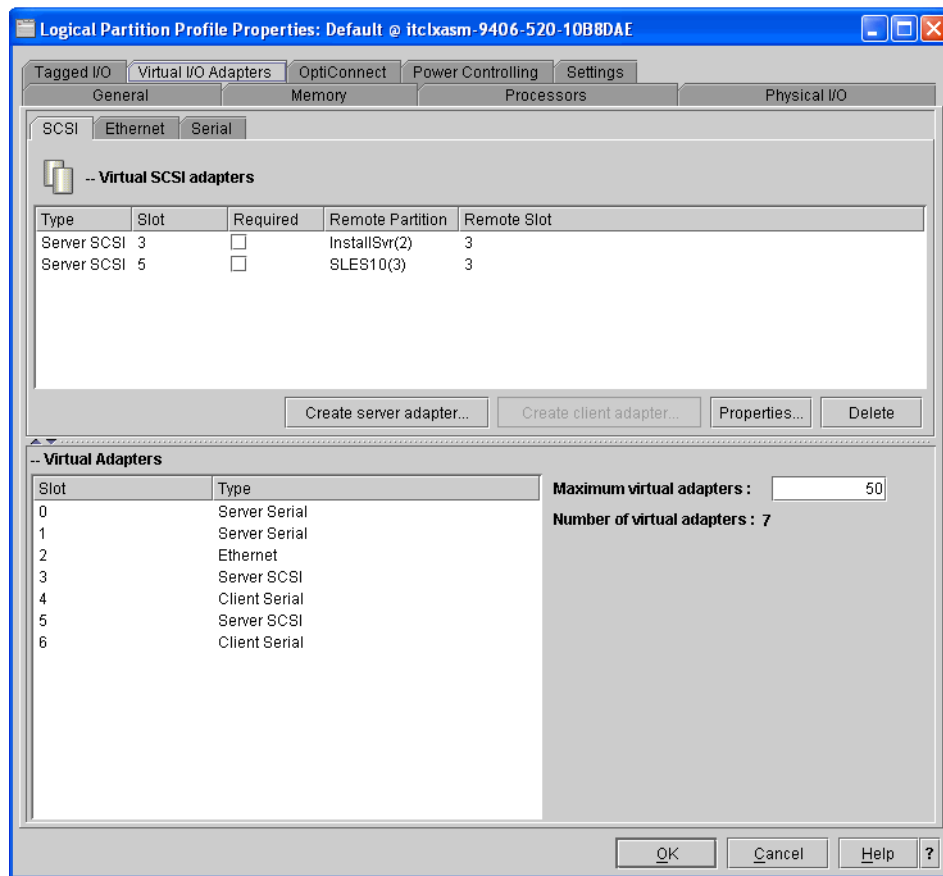 Logical Partition Profile Properties: Default @ itclxasm-9406-520-10B8DAE
Tagged I/O Virtual I/O Adapters OptiConnect Power Controlling Settings
General Memory Processors Physical I/O
SCSI Ethernet Serial
-- Virtual SCSI adapters
Type Slot Required Remote Partition Remote Slot
Server SCSI 3 InstallSvr(2) 3
Server SCSI 5 SLES10(3) 3
Create server adapter... Create client adapter... Properties... Delete
-- Virtual Adapters
Slot Type
Maximum virtual adapters : 50
Number of virtual adapters : 7
0 Server Serial
1 Server Serial
2 Ethernet
3 Server SCSI
4 Client Serial
5 Server SCSI
6 Client Serial
OK Cancel Help ?